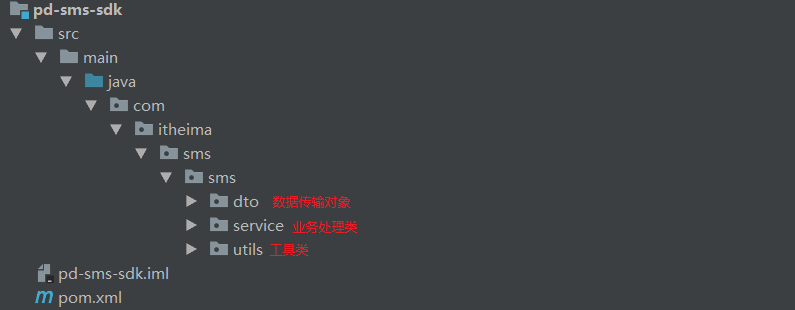 pd-sms-sdk
src
main
java
com
itheima
sms
sms
dto 数据传输对象
service 业务处理类
utils 工具类
pd-sms-sdk.iml
m pom.xml